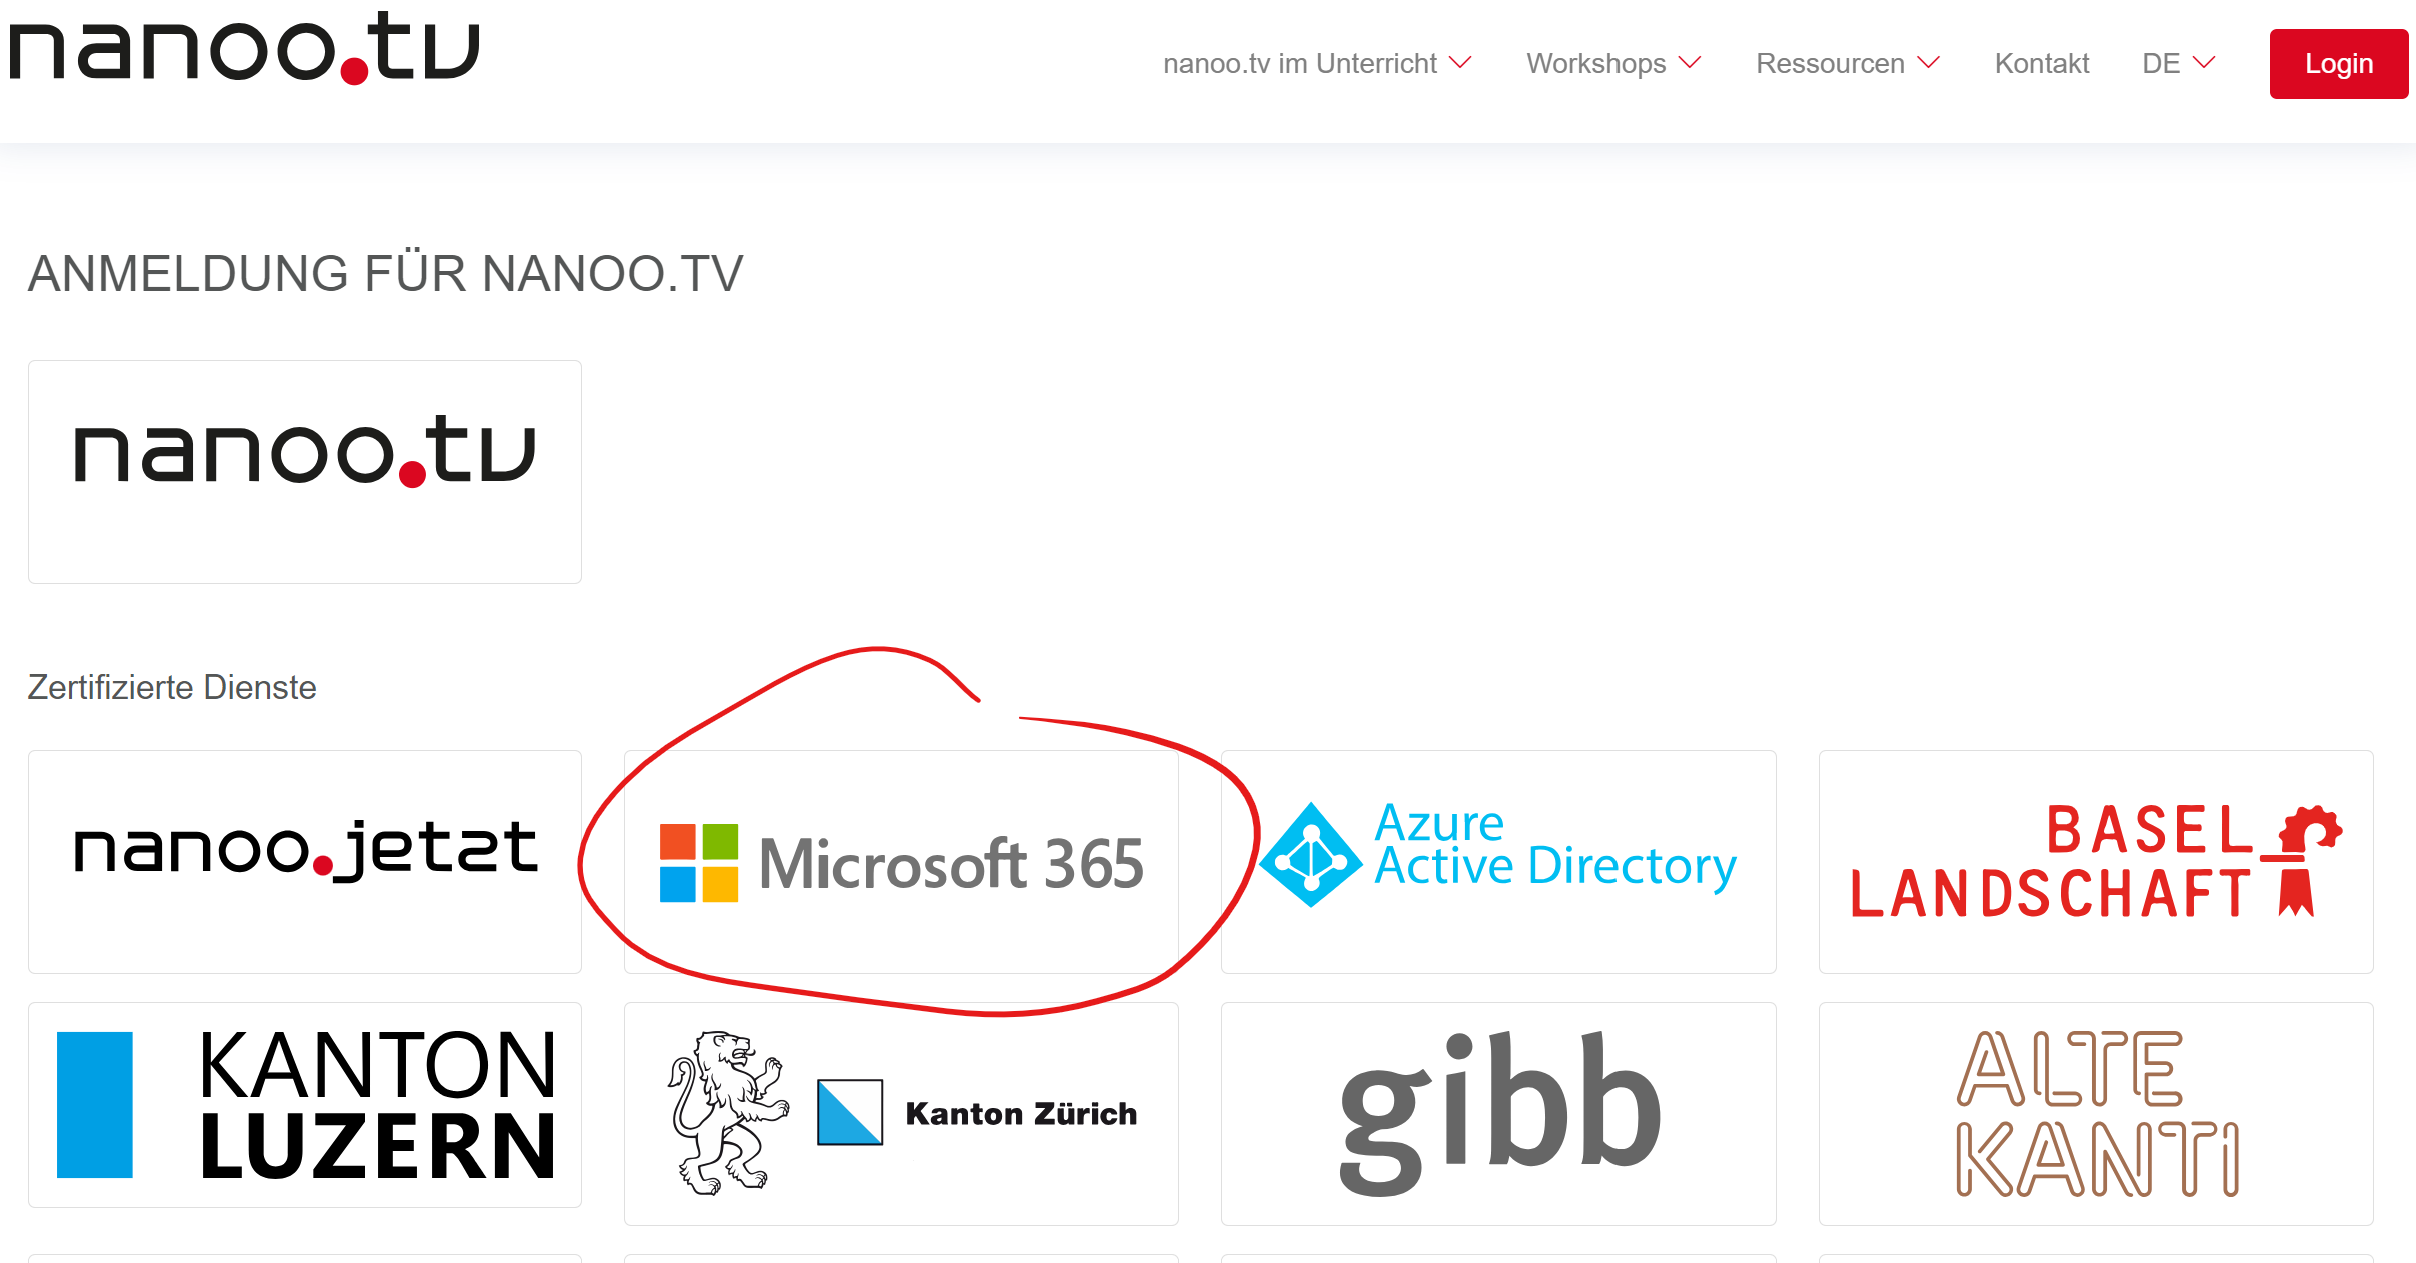 nanoo.tv
nanoo.tv im Unterricht Workshops Ressourcen Kontakt DE Login
ANMELDUNG FÜR NANOO.TV
nanoo.tv
Zertifizierte Dienste
nanoo.jetzt
Microsoft 365
Azure
Active Directory
BASEL
LANDSCHAFT
KANTON
LUZERN
Kanton Zürich
gibb
ALTE
KANTI